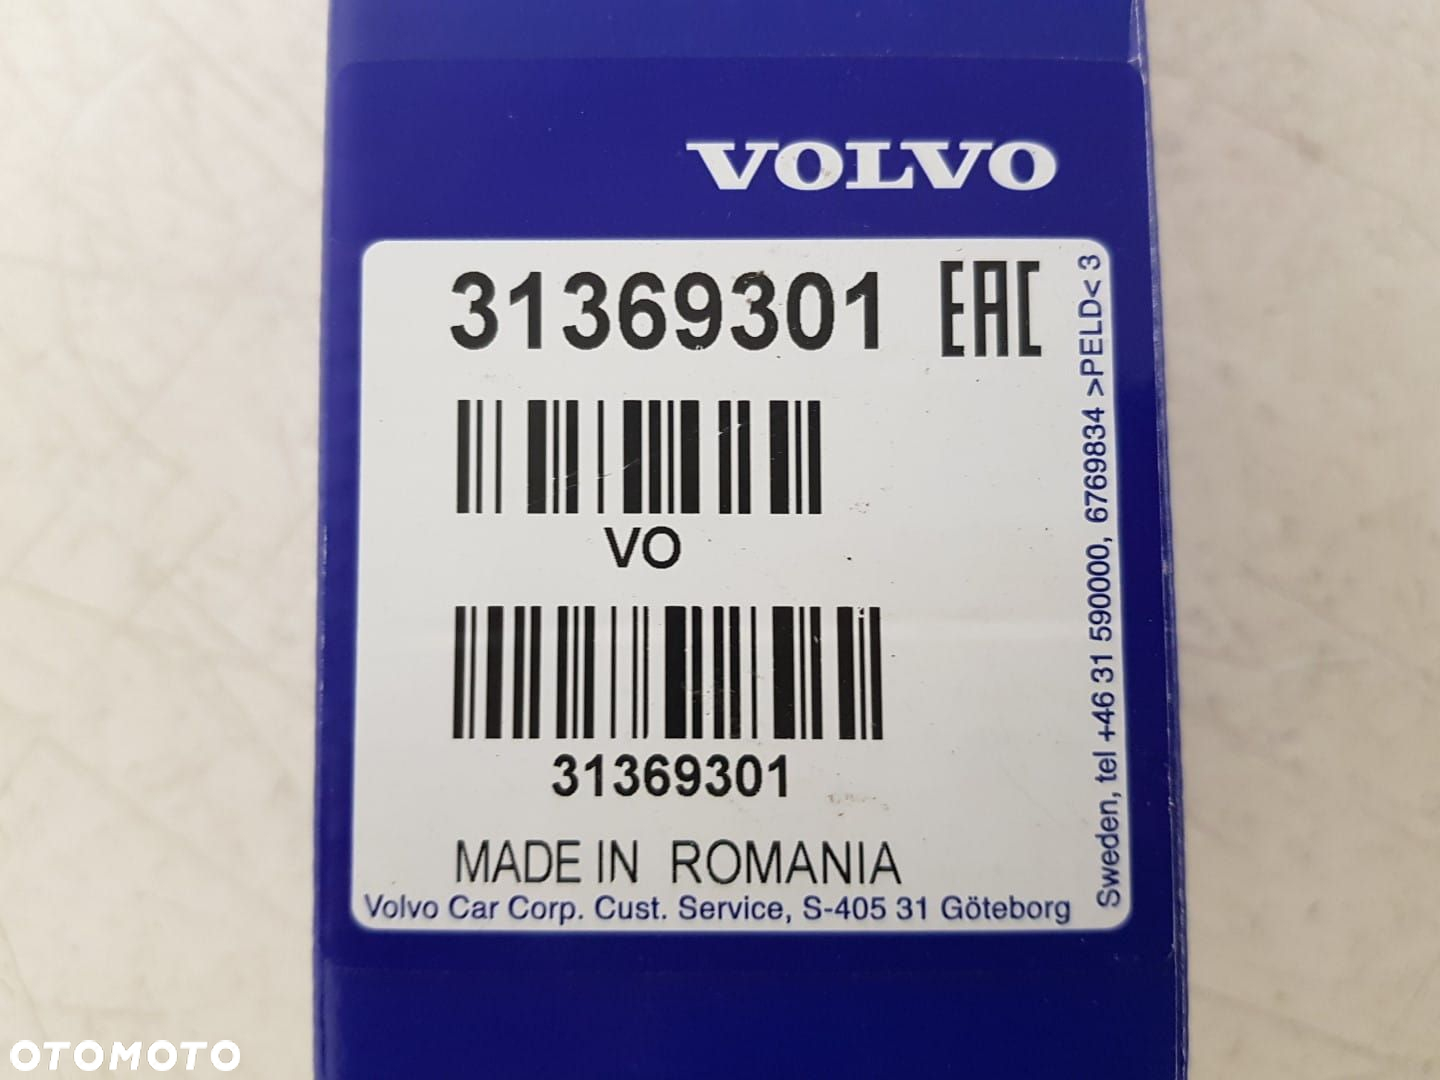 VOLVO
31369301 EAC
VO
31369301
MADE IN ROMANIA
Volvo Car Corp. Cust. Service, S-405 31 Göteborg
Sweden, tel +46 31 590000, 6769834 >PELD< 3
OTOMOTO